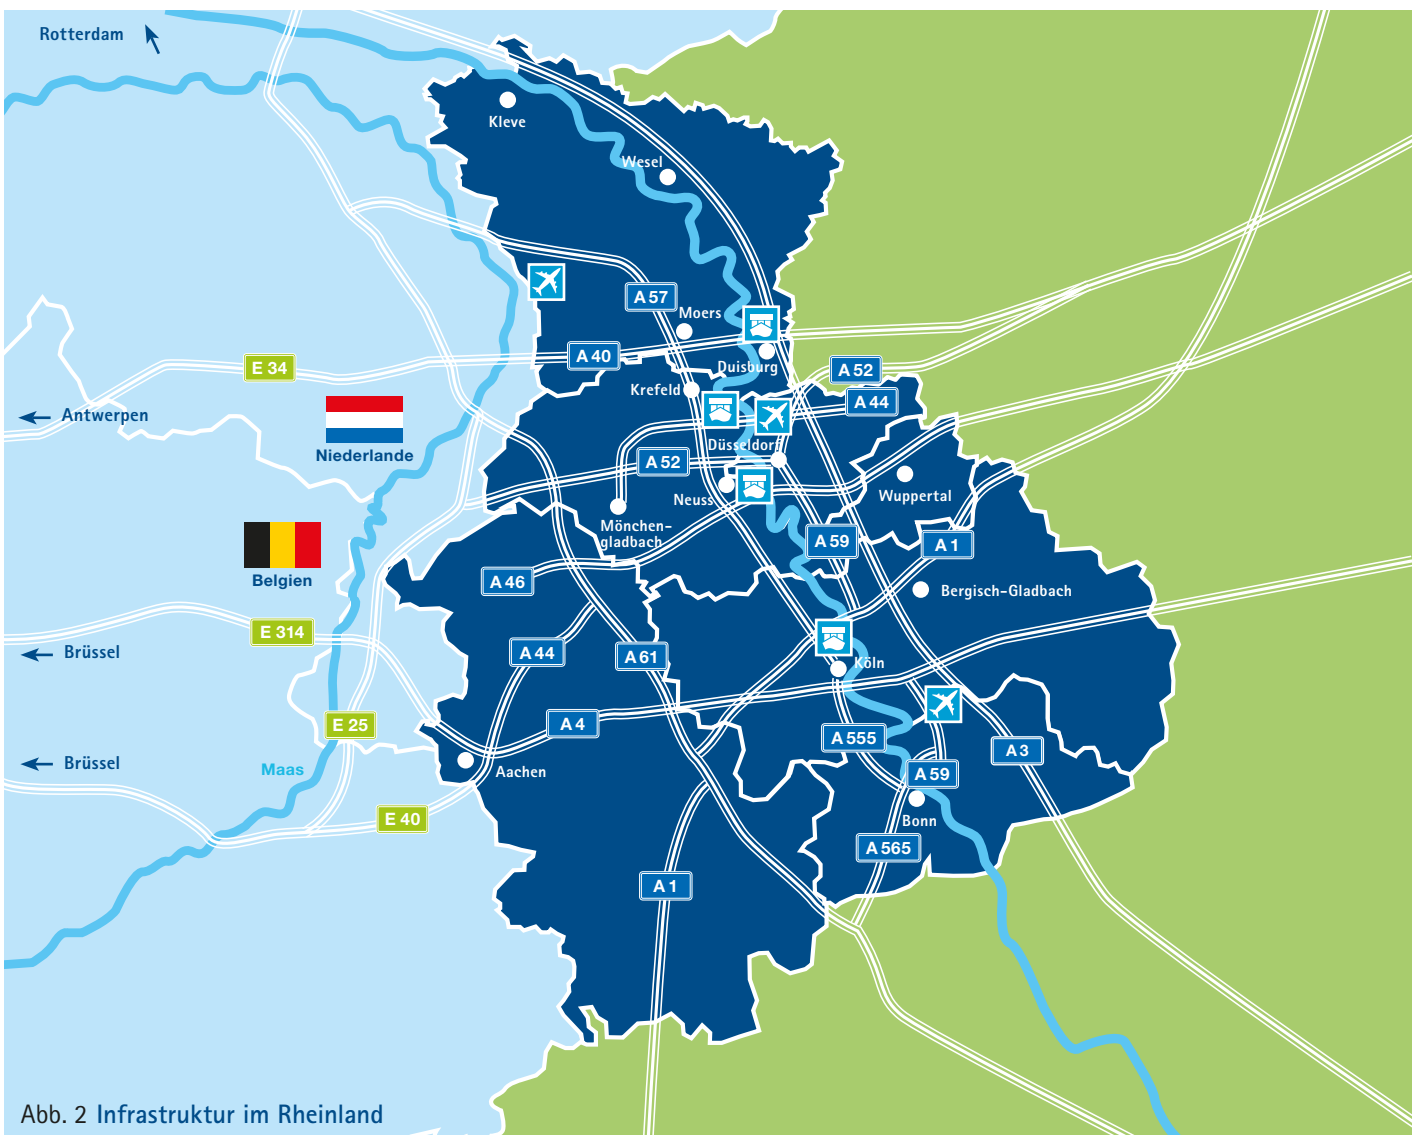 Rotterdam
Kleve
Wesel
A 57
Moers
A 40
Duisburg
E 34
A 52
Krefeld
A 44
Antwerpen
Niederlande
Düsseldorf
A 52
Neuss
Wuppertal
Mönchen-
gladbach
A 59
A 1
Belgien
A 46
Bergisch-Gladbach
E 314
Brüssel
A 44
A 61
Köln
E 25
A 4
A 555
A 3
Brüssel
Maas
Aachen
A 59
E 40
Bonn
A 565
A 1
Abb. 2 Infrastruktur im Rheinland